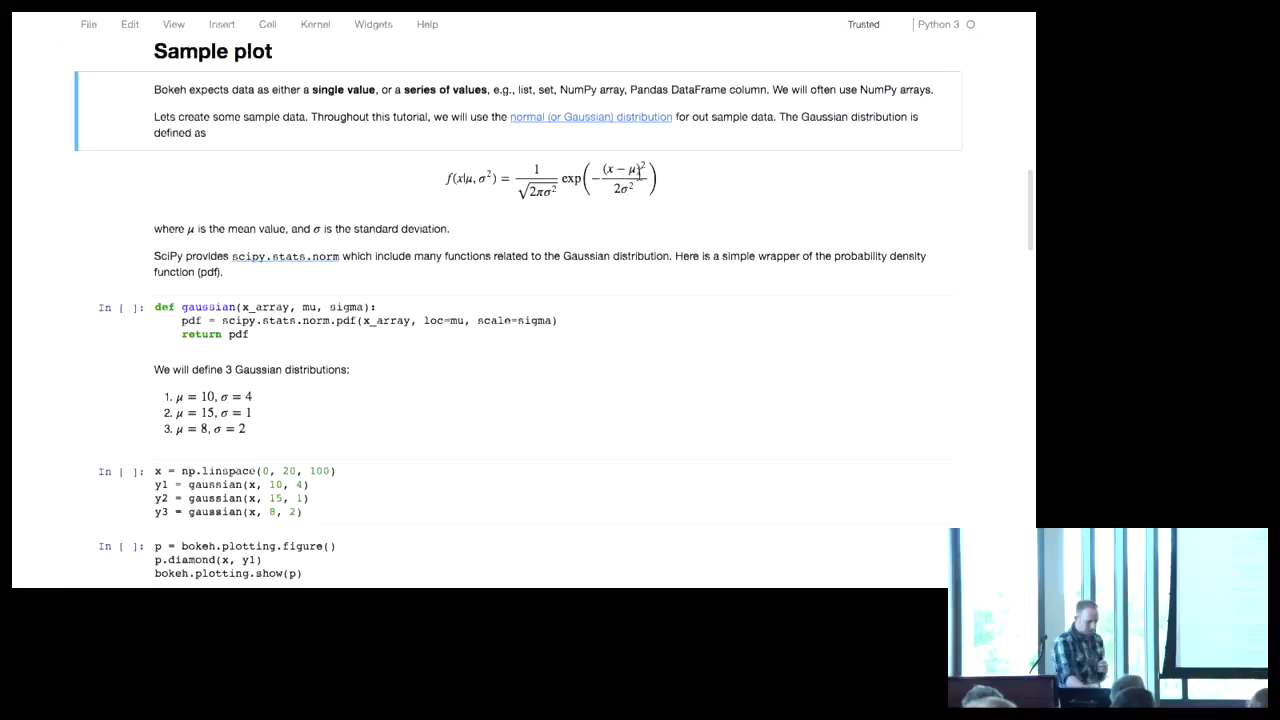 File Edit View Insert Cell Kernel Widgets Help Trusted Python 3
Sample plot
Bokeh expects data as either a single value, or a series of values, e.g., list, set, NumPy array, Pandas DataFrame column. We will often use NumPy arrays.
Lets create some sample data. Throughout this tutorial, we will use the normal (or Gaussian) distribution for out sample data. The Gaussian distribution is
defined as
f(x|μ, σ²) = 1/√(2πσ²) exp(−(x − μ)²/2σ²)
where μ is the mean value, and σ is the standard deviation.
SciPy provides scipy.stats.norm which include many functions related to the Gaussian distribution. Here is a simple wrapper of the probability density
function (pdf).
In [ ]: def gaussian(x_array, mu, sigma):
pdf = scipy.stats.norm.pdf(x_array, loc=mu, scale=sigma)
return pdf
We will define 3 Gaussian distributions:
1. μ = 10, σ = 4
2. μ = 15, σ = 1
3. μ = 8, σ = 2
In [ ]: x = np.linspace(0, 20, 100)
y1 = gaussian(x, 10, 4)
y2 = gaussian(x, 15, 1)
y3 = gaussian(x, 8, 2)
In [ ]: p = bokeh.plotting.figure()
p.diamond(x, y1)
bokeh.plotting.show(p)